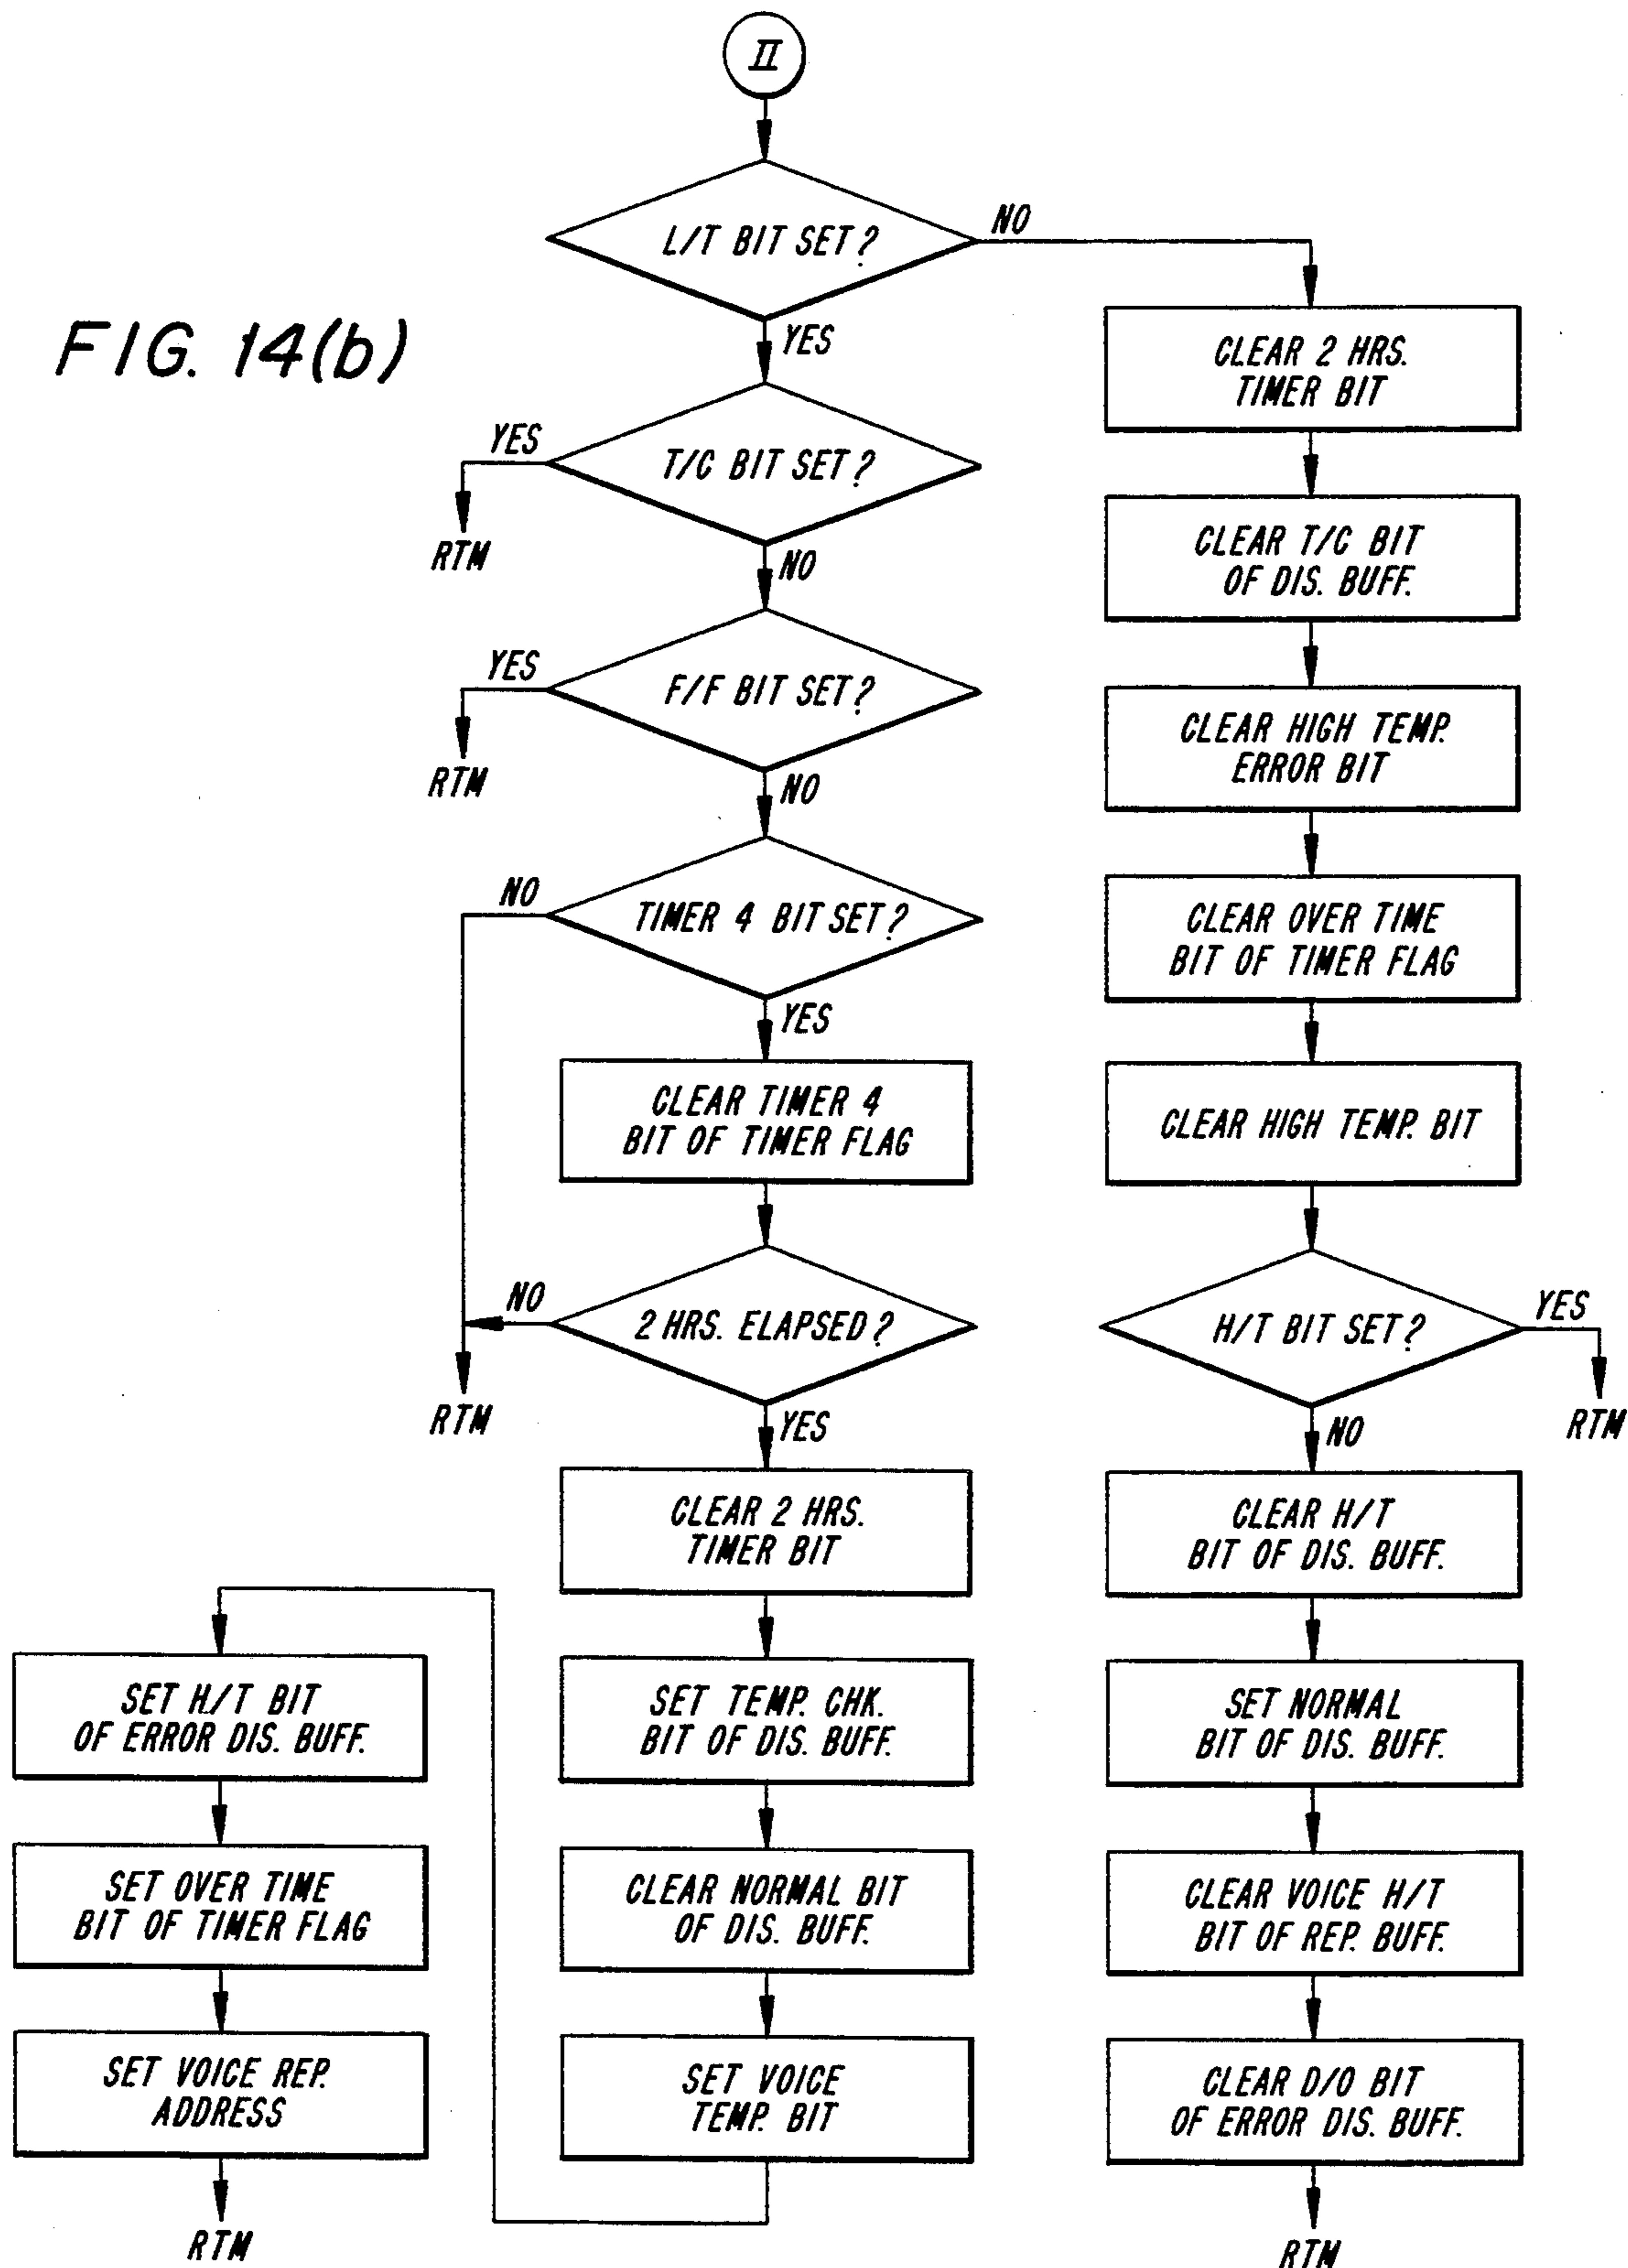 II
L/T BIT SET?
NO
YES
FIG. 14(b)
CLEAR 2 HRS.
TIMER BIT
T/C BIT SET?
YES
RTM
NO
CLEAR T/C BIT
OF DIS. BUFF.
F/F BIT SET?
YES
RTM
NO
CLEAR HIGH TEMP.
ERROR BIT
TIMER 4 BIT SET?
NO
YES
CLEAR OVER TIME
BIT OF TIMER FLAG
CLEAR TIMER 4
BIT OF TIMER FLAG
CLEAR HIGH TEMP. BIT
2 HRS. ELAPSED?
NO
RTM
YES
H/T BIT SET?
YES
RTM
NO
CLEAR 2 HRS.
TIMER BIT
CLEAR H/T
BIT OF DIS. BUFF.
SET H/T BIT
OF ERROR DIS. BUFF.
SET TEMP. CHK.
BIT OF DIS. BUFF.
SET NORMAL
BIT OF DIS. BUFF.
SET OVER TIME
BIT OF TIMER FLAG
CLEAR NORMAL BIT
OF DIS. BUFF.
CLEAR VOICE H/T
BIT OF REP. BUFF.
SET VOICE REP.
ADDRESS
SET VOICE
TEMP. BIT
CLEAR D/O BIT
OF ERROR DIS. BUFF.
RTM
RTM